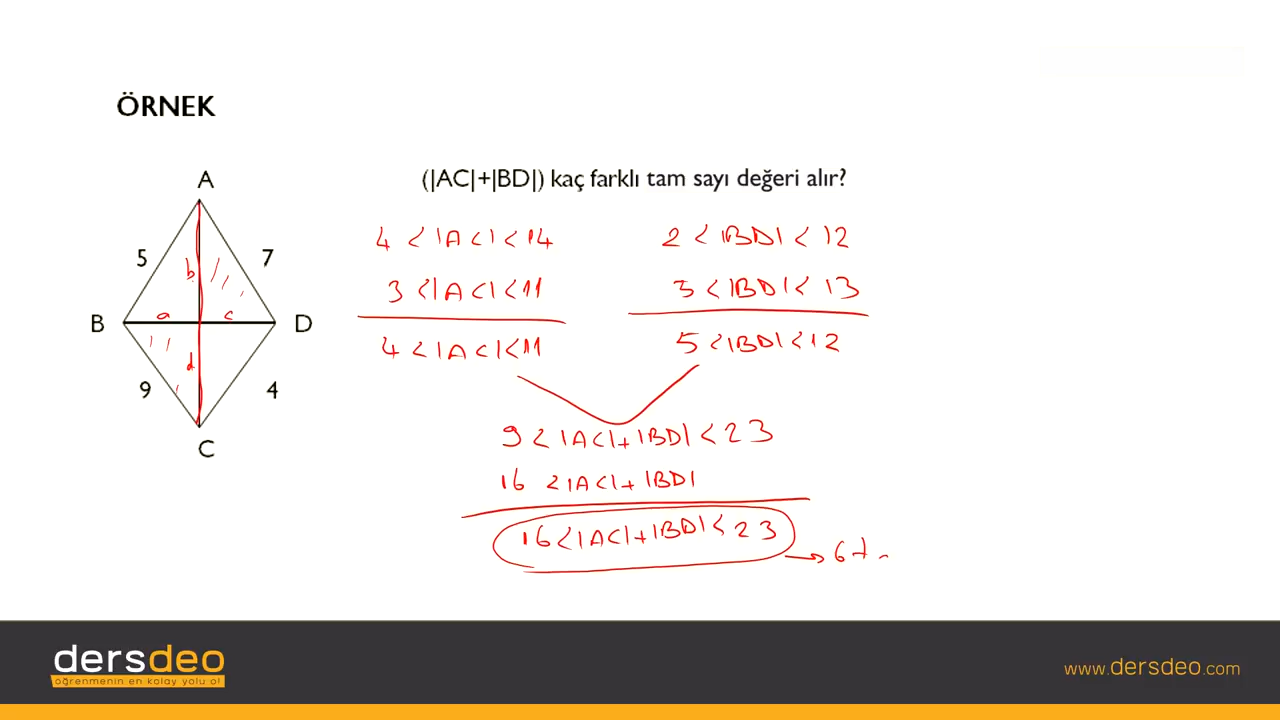 ÖRNEK
A
(|AC|+|BD|) kaç farklı tam sayı değeri alır?
4 < |AC| < 14
2 < |BD| < 12
5
b
7
3 < |AC| < 11
3 < |BD| < 13
a
c
B
D
4 < |AC| < 11
5 < |BD| < 12
d
9
4
C
9 < |AC| + |BD| < 23
16 < |AC| + |BD|
16 < |AC| + |BD| < 23
→ 6 t
dersdeo
öğrenmenin en kolay yolu o!
www.dersdeo.com